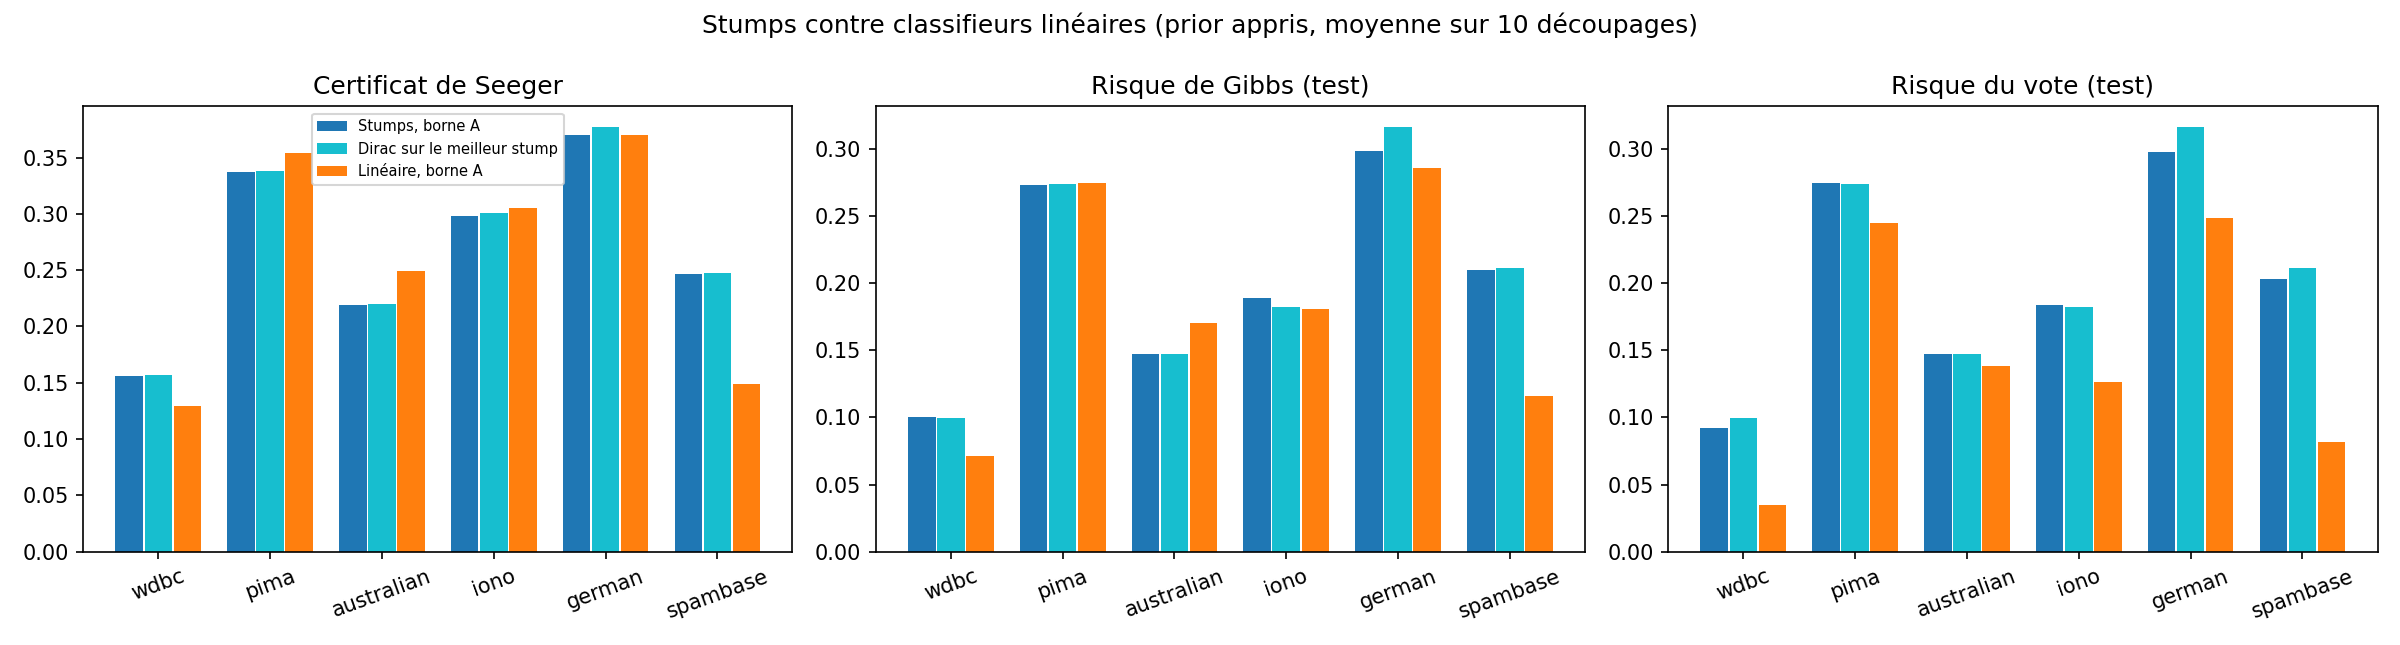 Stumps contre classifieurs linéaires (prior appris, moyenne sur 10 découpages)
Certificat de Seeger
0.35
0.30
0.25
0.20
0.15
0.10
0.05
0.00
Stumps, borne A
Dirac sur le meilleur stump
Linéaire, borne A
wdbc
pima
australian
iono
german
spambase
Risque de Gibbs (test)
0.30
0.25
0.20
0.15
0.10
0.05
0.00
wdbc
pima
australian
iono
german
spambase
Risque du vote (test)
0.30
0.25
0.20
0.15
0.10
0.05
0.00
wdbc
pima
australian
iono
german
spambase